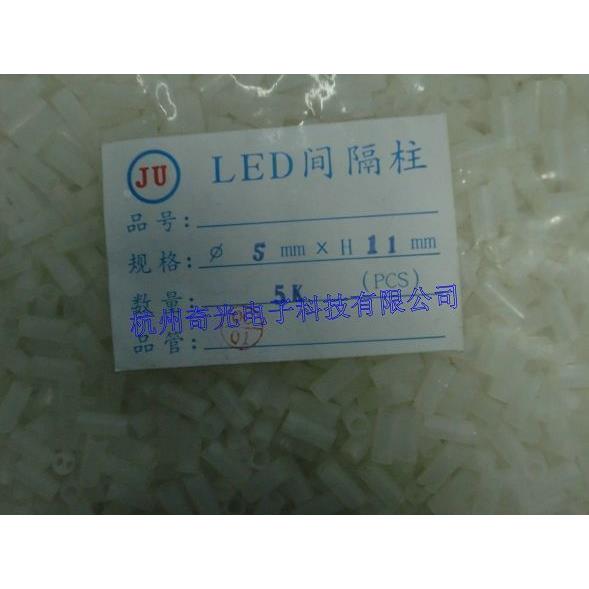 JU LED间隔柱
品号:
规格: ø 5 mm × H 11 mm
数量: 5K (PCS)
杭州奇光电子科技有限公司
品管: 01